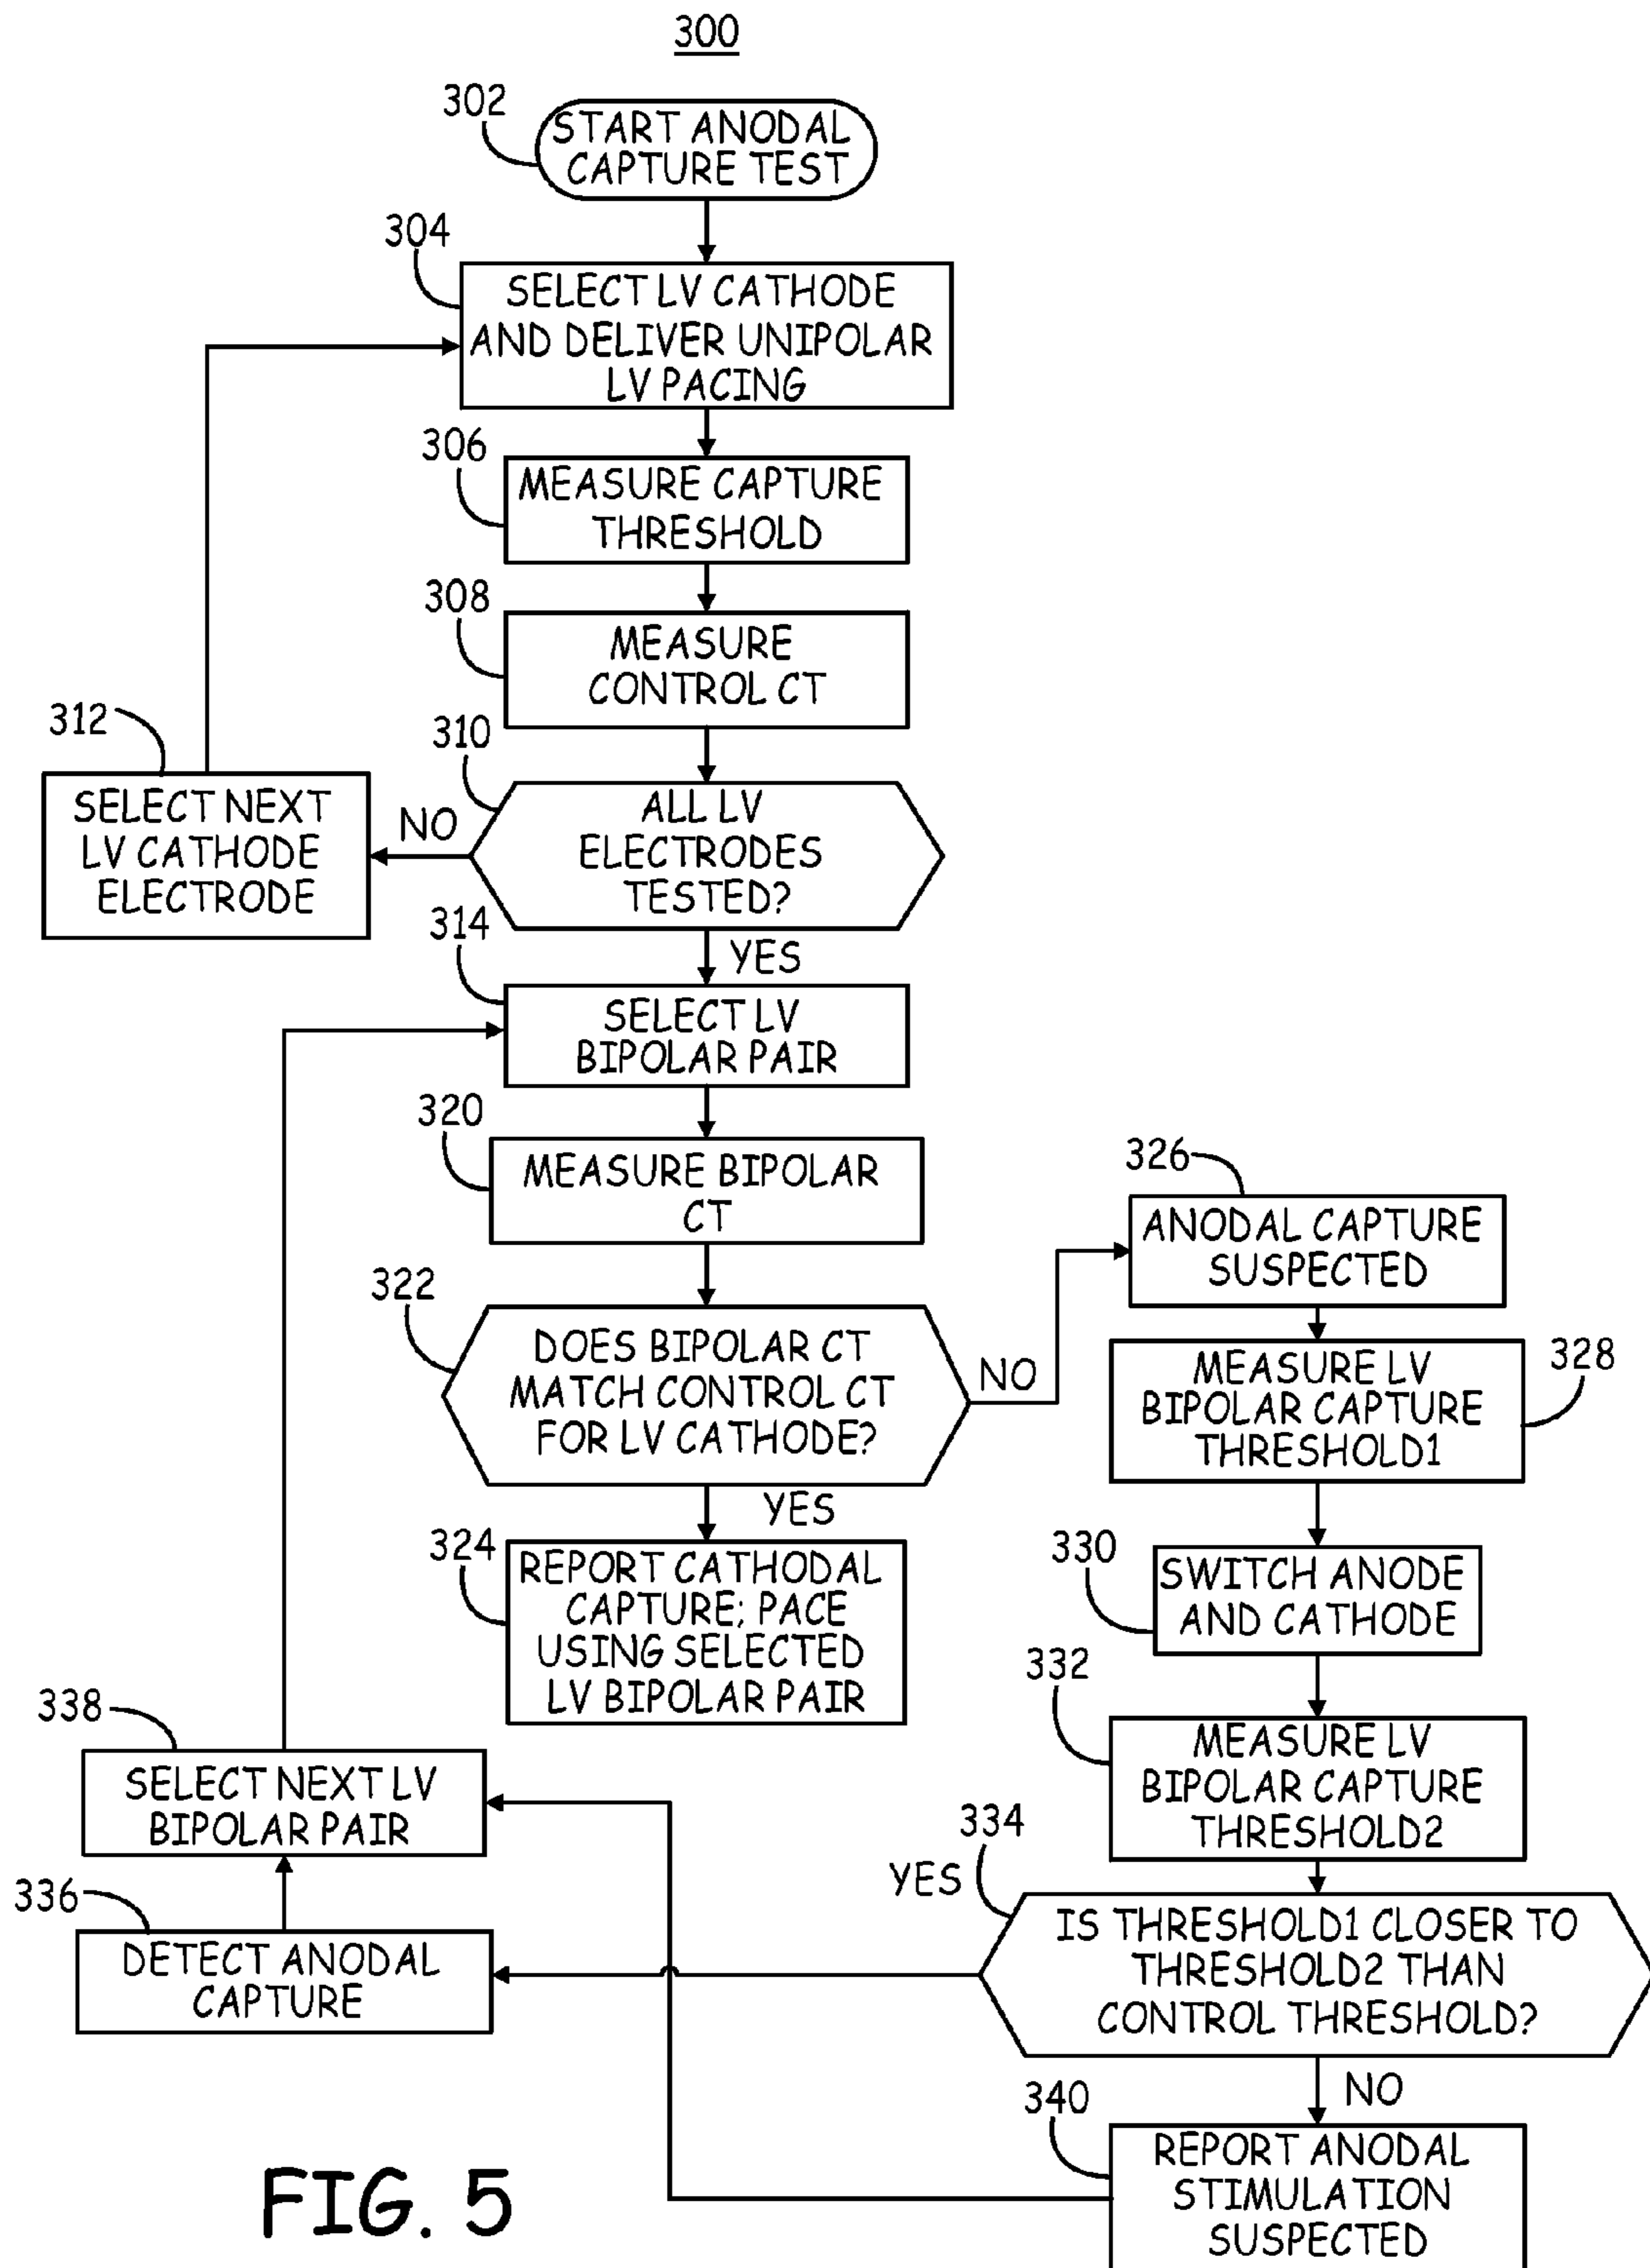 300
302
START ANODAL
CAPTURE TEST
304
SELECT LV CATHODE
AND DELIVER UNIPOLAR
LV PACING
306
MEASURE CAPTURE
THRESHOLD
308
MEASURE
CONTROL CT
310
ALL LV
ELECTRODES
TESTED?
NO
312
SELECT NEXT
LV CATHODE
ELECTRODE
YES
314
SELECT LV
BIPOLAR PAIR
320
MEASURE BIPOLAR
CT
322
DOES BIPOLAR CT
MATCH CONTROL CT
FOR LV CATHODE?
NO
YES
324
REPORT CATHODAL
CAPTURE; PACE
USING SELECTED
LV BIPOLAR PAIR
326
ANODAL CAPTURE
SUSPECTED
328
MEASURE LV
BIPOLAR CAPTURE
THRESHOLD1
330
SWITCH ANODE
AND CATHODE
332
MEASURE LV
BIPOLAR CAPTURE
THRESHOLD2
334
YES
IS THRESHOLD1 CLOSER TO
THRESHOLD2 THAN
CONTROL THRESHOLD?
338
SELECT NEXT LV
BIPOLAR PAIR
336
DETECT ANODAL
CAPTURE
NO
340
REPORT ANODAL
STIMULATION
SUSPECTED
FIG. 5